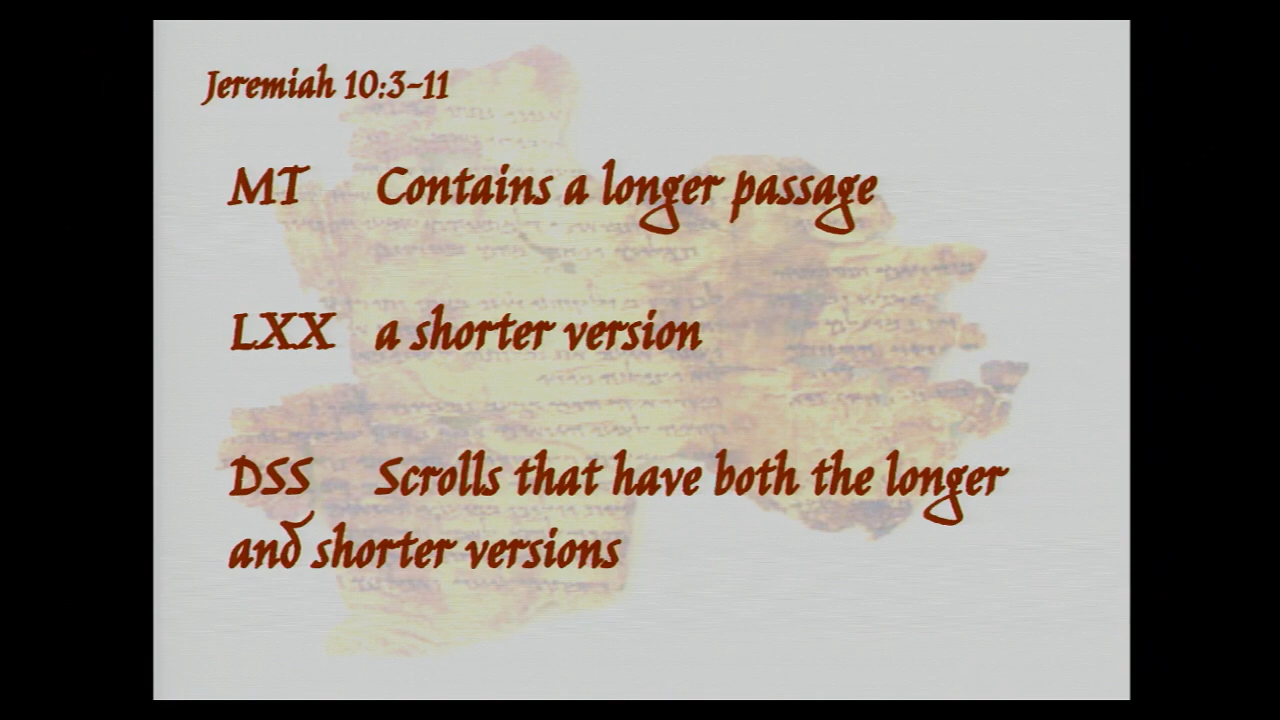 Jeremiah 10:3-11
MT Contains a longer passage
LXX a shorter version
DSS Scrolls that have both the longer
and shorter versions